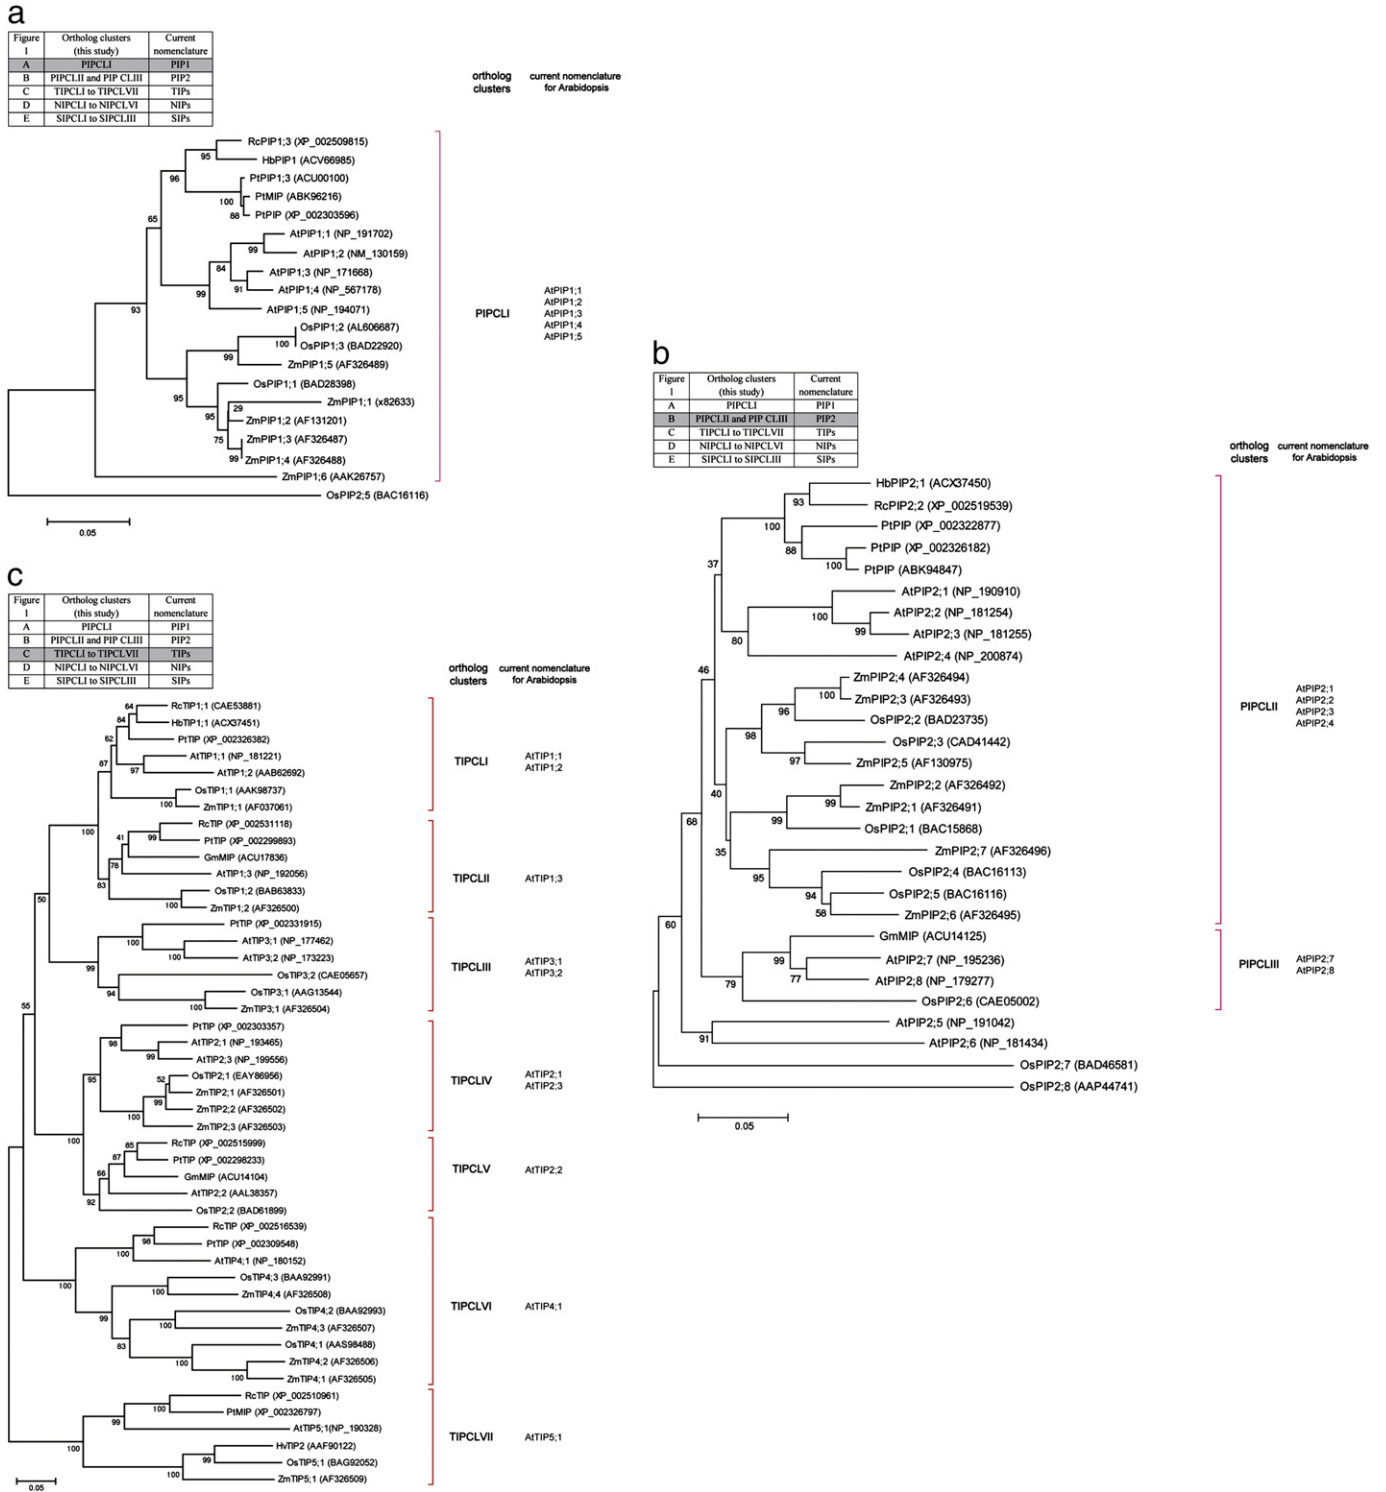 a
Figure 1 Ortholog clusters (this study) Current nomenclature
A PIPCLI PIP1
B PIPCLII and PIP CLIII PIP2
C TIPCLI to TIPCLVII TIPs
D NIPCLI to NIPCLVI NIPs
E SIPCLI to SIPCLIII SIPs
ortholog clusters
current nomenclature for Arabidopsis
RcPIP1;3 (XP_002509815)
HbPIP1 (ACV66985)
PtPIP1;3 (ACU00100)
PtMIP (ABK96216)
PtPIP (XP_002303596)
AtPIP1;1 (NP_191702)
AtPIP1;2 (NM_130159)
AtPIP1;3 (NP_171668)
AtPIP1;4 (NP_567178)
AtPIP1;5 (NP_194071)
OsPIP1;2 (AL606687)
OsPIP1;3 (BAD22920)
ZmPIP1;5 (AF326489)
OsPIP1;1 (BAD28398)
ZmPIP1;1 (x82633)
ZmPIP1;2 (AF131201)
ZmPIP1;3 (AF326487)
ZmPIP1;4 (AF326488)
ZmPIP1;6 (AAK26757)
OsPIP2;5 (BAC16116)
95
96
100
88
65
99
84
91
99
93
100
99
95
95
29
75
99
PIPCLI
AtPIP1;1
AtPIP1;2
AtPIP1;3
AtPIP1;4
AtPIP1;5
0.05
b
Figure 1 Ortholog clusters (this study) Current nomenclature
A PIPCLI PIP1
B PIPCLII and PIP CLIII PIP2
C TIPCLI to TIPCLVII TIPs
D NIPCLI to NIPCLVI NIPs
E SIPCLI to SIPCLIII SIPs
ortholog clusters
current nomenclature for Arabidopsis
HbPIP2;1 (ACX37450)
RcPIP2;2 (XP_002519539)
PtPIP (XP_002322877)
PtPIP (XP_002326182)
PtPIP (ABK94847)
AtPIP2;1 (NP_190910)
AtPIP2;2 (NP_181254)
AtPIP2;3 (NP_181255)
AtPIP2;4 (NP_200874)
ZmPIP2;4 (AF326494)
ZmPIP2;3 (AF326493)
OsPIP2;2 (BAD23735)
OsPIP2;3 (CAD41442)
ZmPIP2;5 (AF130975)
ZmPIP2;2 (AF326492)
ZmPIP2;1 (AF326491)
OsPIP2;1 (BAC15868)
ZmPIP2;7 (AF326496)
OsPIP2;4 (BAC16113)
OsPIP2;5 (BAC16116)
ZmPIP2;6 (AF326495)
GmMIP (ACU14125)
AtPIP2;7 (NP_195236)
AtPIP2;8 (NP_179277)
OsPIP2;6 (CAE05002)
AtPIP2;5 (NP_191042)
AtPIP2;6 (NP_181434)
OsPIP2;7 (BAD46581)
OsPIP2;8 (AAP44741)
93
100
88
100
37
100
99
80
46
100
96
98
97
40
99
99
68
35
95
94
58
60
99
77
79
91
PIPCLII
AtPIP2;1
AtPIP2;2
AtPIP2;3
AtPIP2;4
PIPCLIII
AtPIP2;7
AtPIP2;8
0.05
c
Figure 1 Ortholog clusters (this study) Current nomenclature
A PIPCLI PIP1
B PIPCLII and PIP CLIII PIP2
C TIPCLI to TIPCLVII TIPs
D NIPCLI to NIPCLVI NIPs
E SIPCLI to SIPCLIII SIPs
ortholog clusters
current nomenclature for Arabidopsis
RcTIP1;1 (CAE53881)
HbTIP1;1 (ACX37451)
PtTIP (XP_002326382)
AtTIP1;1 (NP_181221)
AtTIP1;2 (AAB62692)
OsTIP1;1 (AAK98737)
ZmTIP1;1 (AF037061)
RcTIP (XP_002531118)
PtTIP (XP_002299893)
GmMIP (ACU17836)
AtTIP1;3 (NP_192056)
OsTIP1;2 (BAB63833)
ZmTIP1;2 (AF326500)
PtTIP (XP_002331915)
AtTIP3;1 (NP_177462)
AtTIP3;2 (NP_173223)
OsTIP3;2 (CAE05657)
OsTIP3;1 (AAG13544)
ZmTIP3;1 (AF326504)
PtTIP (XP_002303357)
AtTIP2;1 (NP_193465)
AtTIP2;3 (NP_199556)
OsTIP2;1 (EAY86956)
ZmTIP2;1 (AF326501)
ZmTIP2;2 (AF326502)
ZmTIP2;3 (AF326503)
RcTIP (XP_002515999)
PtTIP (XP_002298233)
GmMIP (ACU14104)
AtTIP2;2 (AAL38357)
OsTIP2;2 (BAD61899)
RcTIP (XP_002516539)
PtTIP (XP_002309548)
AtTIP4;1 (NP_180152)
OsTIP4;3 (BAA92991)
ZmTIP4;4 (AF326508)
OsTIP4;2 (BAA92993)
ZmTIP4;3 (AF326507)
OsTIP4;1 (AAS98488)
ZmTIP4;2 (AF326506)
ZmTIP4;1 (AF326505)
RcTIP (XP_002510961)
PtMIP (XP_002326797)
AtTIP5;1(NP_190328)
HvTIP2 (AAF90122)
OsTIP5;1 (BAG92052)
ZmTIP5;1 (AF326509)
64
84
62
97
87
100
100
99
41
78
83
100
50
100
100
99
94
100
55
98
99
95
52
99
100
100
85
87
66
92
98
100
100
100
99
100
83
100
100
100
99
100
99
100
TIPCLI
AtTIP1;1
AtTIP1;2
TIPCLII
AtTIP1;3
TIPCLIII
AtTIP3;1
AtTIP3;2
TIPCLIV
AtTIP2;1
AtTIP2;3
TIPCLV
AtTIP2;2
TIPCLVI
AtTIP4;1
TIPCLVII
AtTIP5;1
0.05